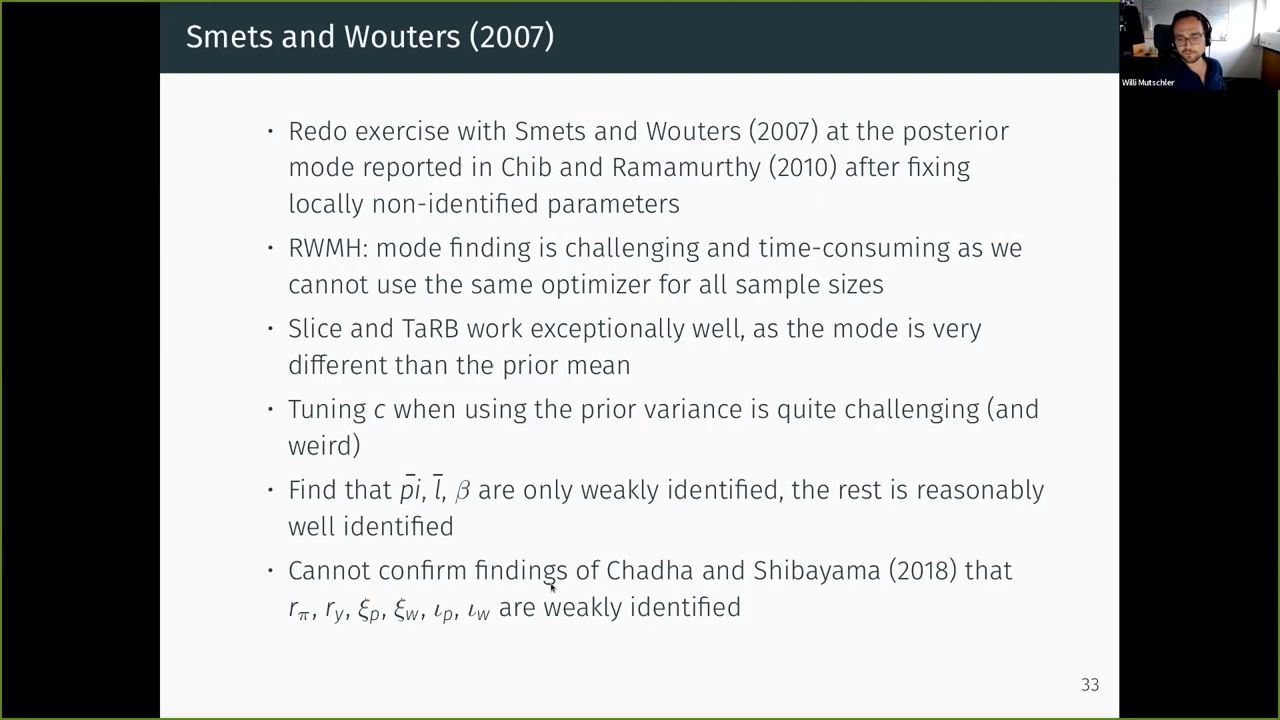 Smets and Wouters (2007)
Willi Mutschler
· Redo exercise with Smets and Wouters (2007) at the posterior
mode reported in Chib and Ramamurthy (2010) after fixing
locally non-identified parameters
· RWMH: mode finding is challenging and time-consuming as we
cannot use the same optimizer for all sample sizes
· Slice and TaRB work exceptionally well, as the mode is very
different than the prior mean
· Tuning c when using the prior variance is quite challenging (and
weird)
· Find that p̄i, l̄, β are only weakly identified, the rest is reasonably
well identified
· Cannot confirm findings of Chadha and Shibayama (2018) that
r_π, r_y, ξ_p, ξ_w, ι_p, ι_w are weakly identified
33